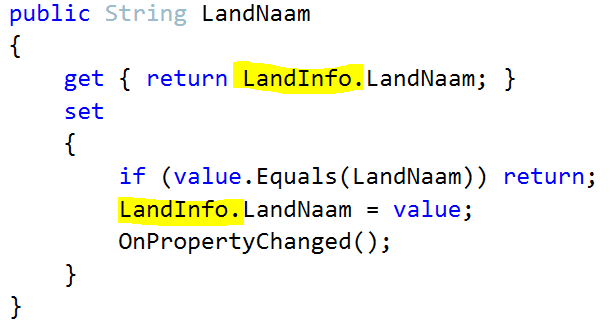 public String LandNaam
{
get { return LandInfo.LandNaam; }
set
{
if (value.Equals(LandNaam)) return;
LandInfo.LandNaam = value;
OnPropertyChanged();
}
}